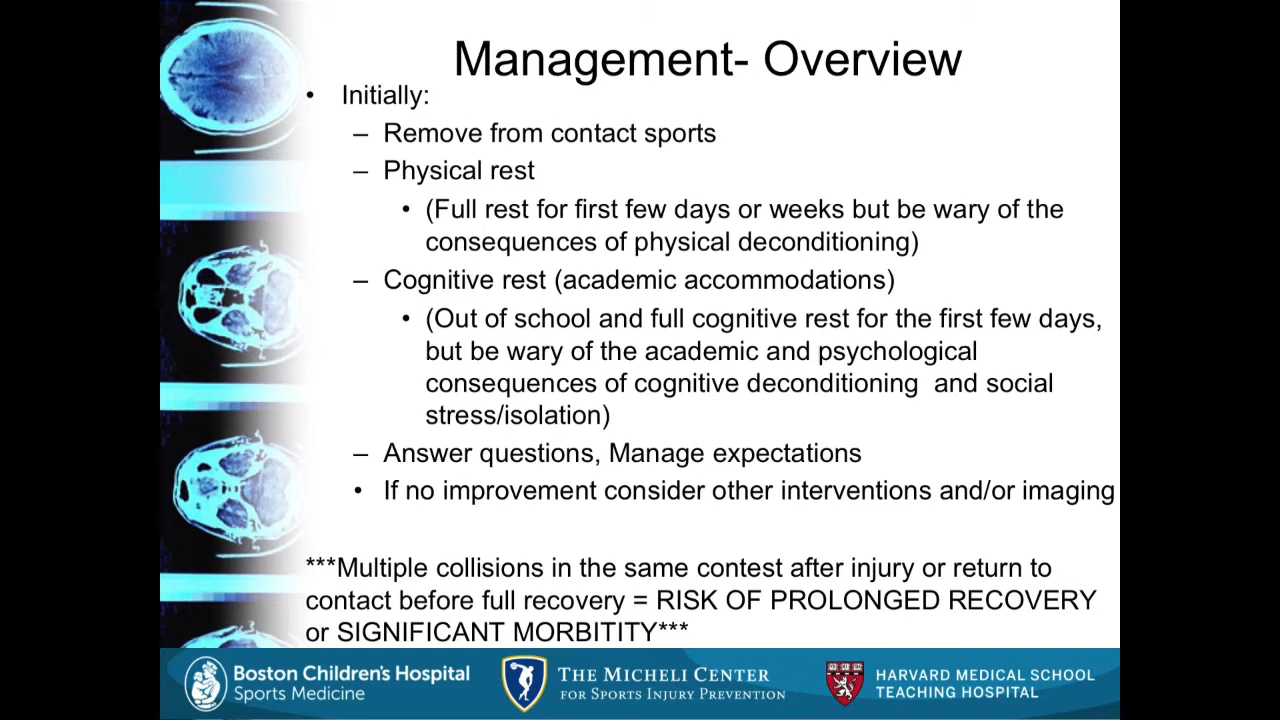 Management- Overview
• Initially:
– Remove from contact sports
– Physical rest
• (Full rest for first few days or weeks but be wary of the
consequences of physical deconditioning)
– Cognitive rest (academic accommodations)
• (Out of school and full cognitive rest for the first few days,
but be wary of the academic and psychological
consequences of cognitive deconditioning  and social
stress/isolation)
– Answer questions, Manage expectations
• If no improvement consider other interventions and/or imaging
***Multiple collisions in the same contest after injury or return to
contact before full recovery = RISK OF PROLONGED RECOVERY
or SIGNIFICANT MORBITITY***
Boston Children's Hospital
Sports Medicine
THE MICHELI CENTER
FOR SPORTS INJURY PREVENTION
HARVARD MEDICAL SCHOOL
TEACHING HOSPITAL